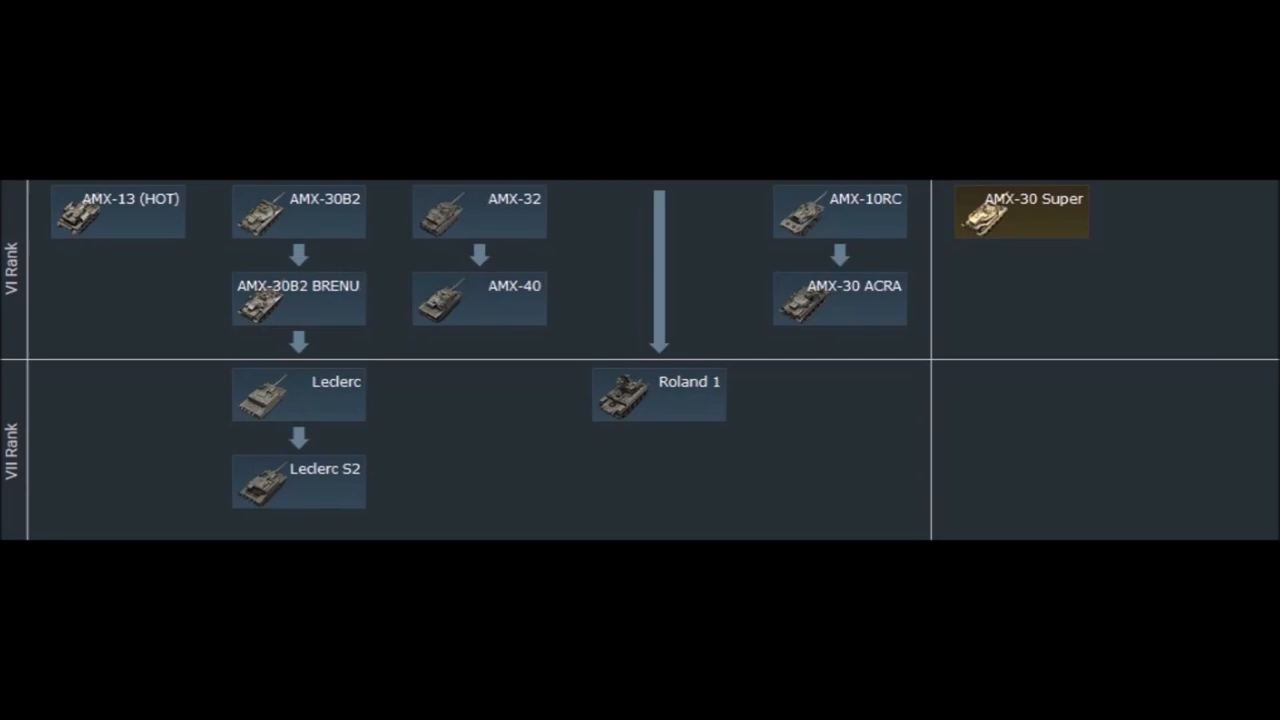 VI Rank
AMX-13 (HOT)
AMX-30B2
AMX-32
AMX-10RC
AMX-30 Super
AMX-30B2 BRENU
AMX-40
AMX-30 ACRA
VII Rank
Leclerc
Roland 1
Leclerc S2